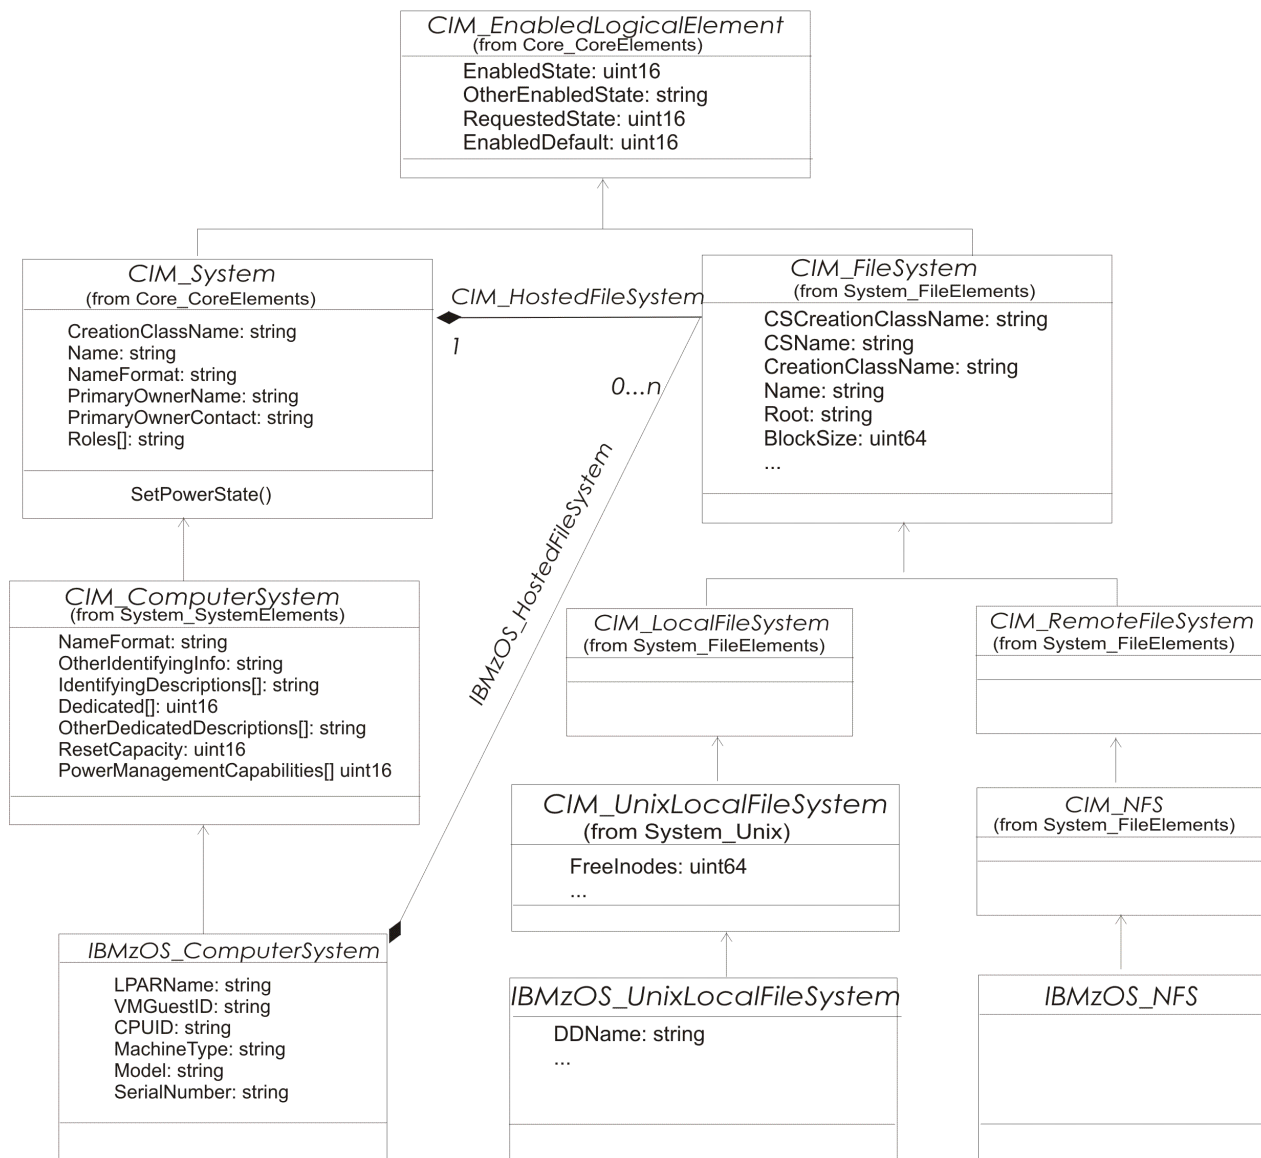 CIM_EnabledLogicalElement
(from Core_CoreElements)
EnabledState: uint16
OtherEnabledState: string
RequestedState: uint16
EnabledDefault: uint16
CIM_System
(from Core_CoreElements)
CreationClassName: string
Name: string
NameFormat: string
PrimaryOwnerName: string
PrimaryOwnerContact: string
Roles[]: string
SetPowerState()
CIM_HostedFileSystem
1
0...n
IBMzOS_HostedFileSystem
CIM_FileSystem
(from System_FileElements)
CSCreationClassName: string
CSName: string
CreationClassName: string
Name: string
Root: string
BlockSize: uint64
...
CIM_ComputerSystem
(from System_SystemElements)
NameFormat: string
OtherIdentifyingInfo: string
IdentifyingDescriptions[]: string
Dedicated[]: uint16
OtherDedicatedDescriptions[]: string
ResetCapacity: uint16
PowerManagementCapabilities[] uint16
CIM_LocalFileSystem
(from System_FileElements)
CIM_RemoteFileSystem
(from System_FileElements)
CIM_UnixLocalFileSystem
(from System_Unix)
FreeInodes: uint64
...
CIM_NFS
(from System_FileElements)
IBMzOS_ComputerSystem
LPARName: string
VMGuestID: string
CPUID: string
MachineType: string
Model: string
SerialNumber: string
IBMzOS_UnixLocalFileSystem
DDName: string
...
IBMzOS_NFS